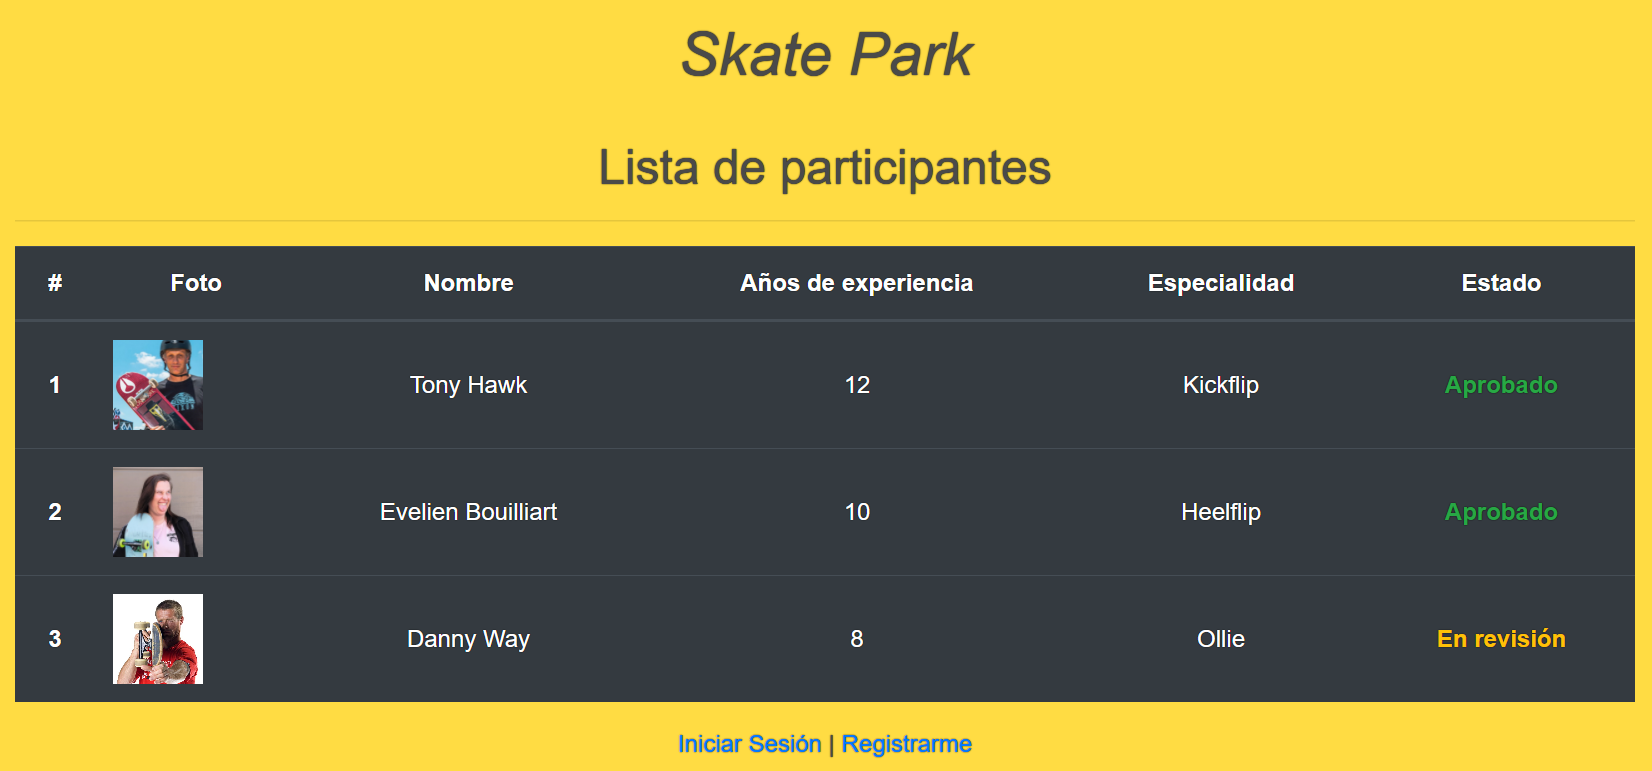 Skate Park
Lista de participantes
# Foto Nombre Años de experiencia Especialidad Estado
1 Tony Hawk 12 Kickflip Aprobado
2 Evelien Bouilliart 10 Heelflip Aprobado
3 Danny Way 8 Ollie En revisión
Iniciar Sesión | Registrarme